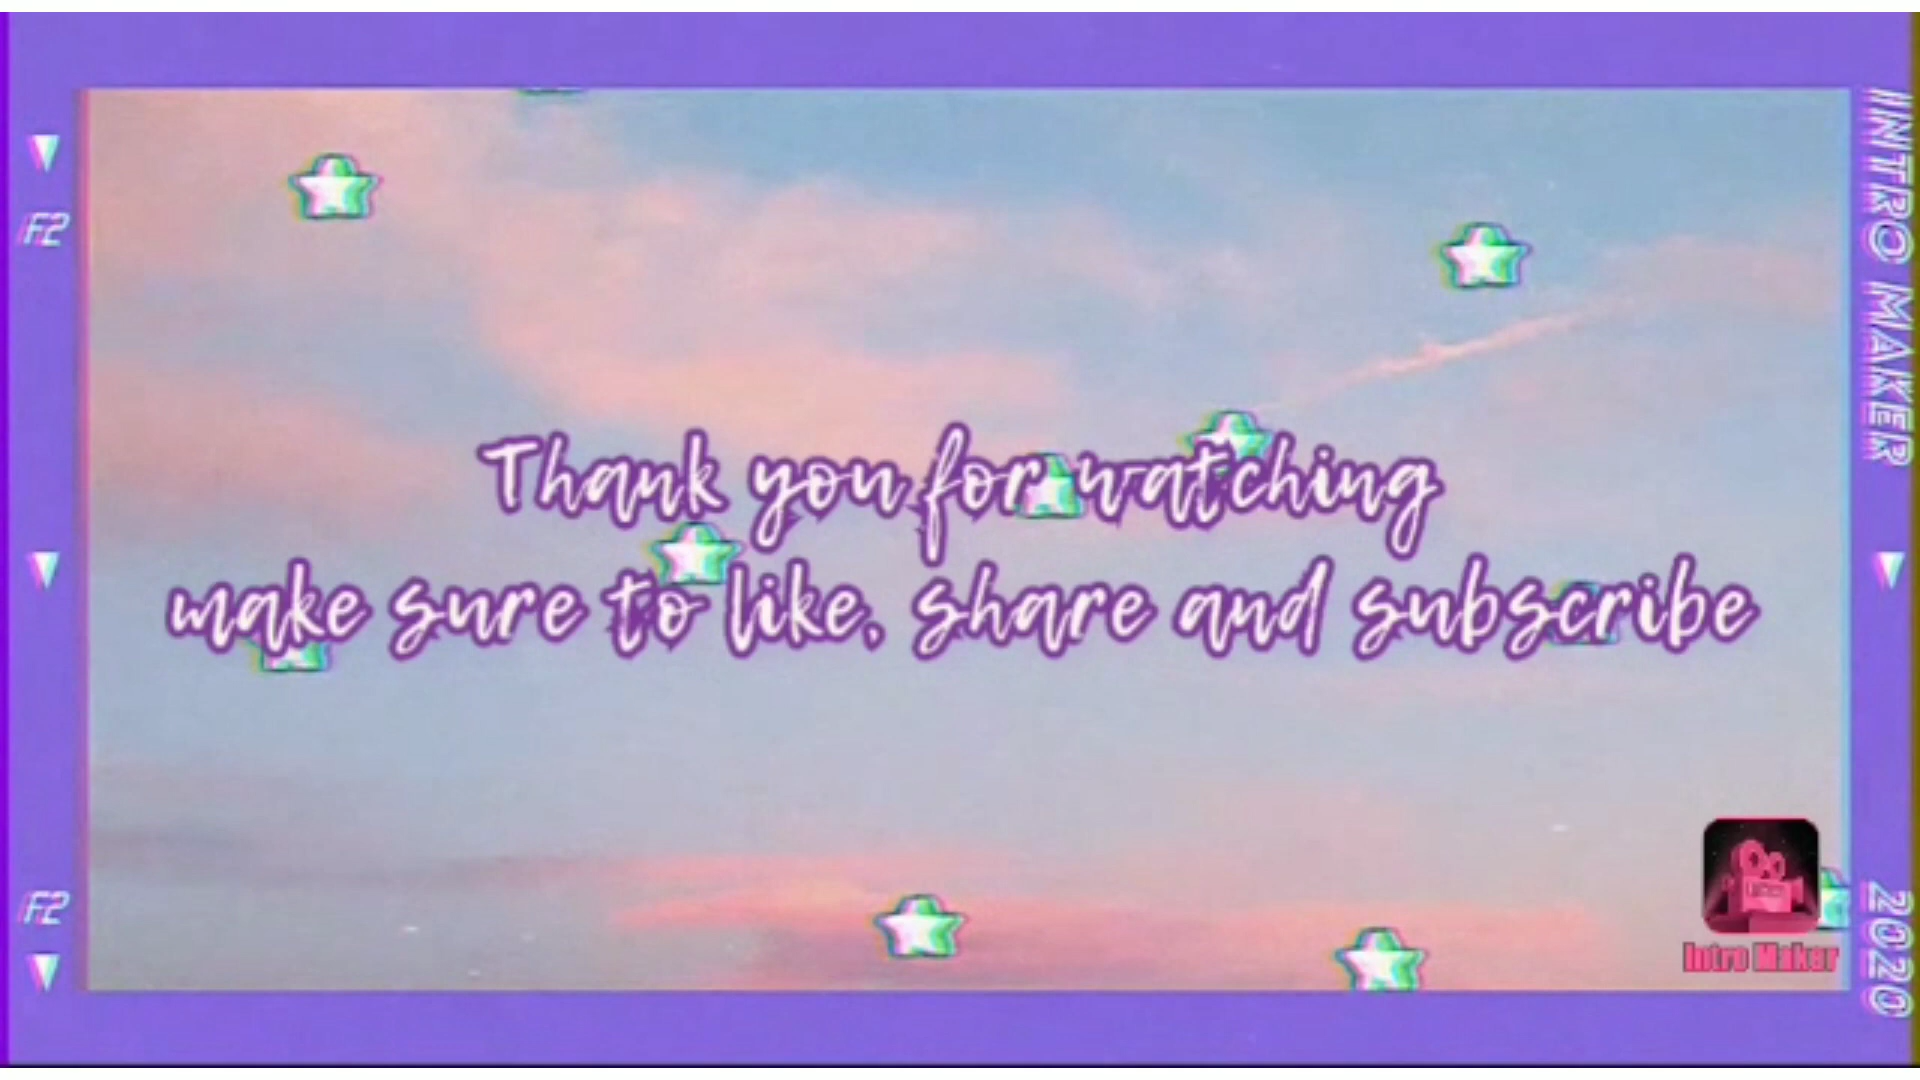 F2
INTRO MAKER
Thank you for watching
make sure to like, share and subscribe
F2
2020
Intro Maker